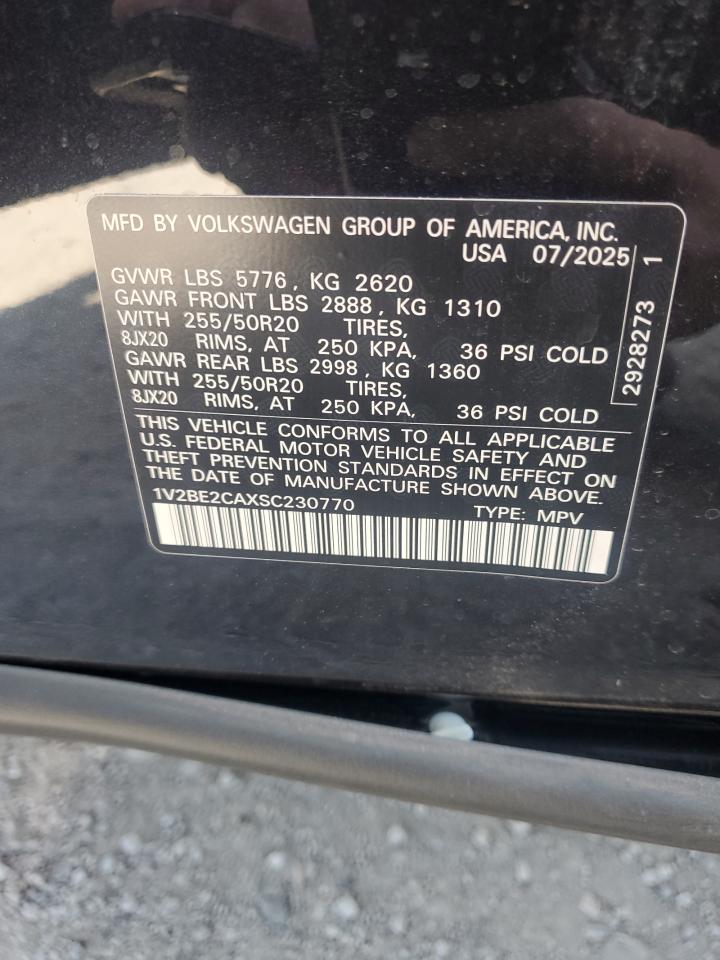 MFD BY VOLKSWAGEN GROUP OF AMERICA, INC.
USA 07/2025
GVWR LBS 5776, KG 2620
GAWR FRONT LBS 2888, KG 1310
WITH 255/50R20 TIRES,
8JX20 RIMS, AT 250 KPA, 36 PSI COLD
GAWR REAR LBS 2998, KG 1360
WITH 255/50R20 TIRES,
8JX20 RIMS, AT 250 KPA, 36 PSI COLD
THIS VEHICLE CONFORMS TO ALL APPLICABLE
U.S. FEDERAL MOTOR VEHICLE SAFETY AND
THEFT PREVENTION STANDARDS IN EFFECT ON
THE DATE OF MANUFACTURE SHOWN ABOVE.
1V2BE2CAXSC230770 TYPE: MPV
2928273 1